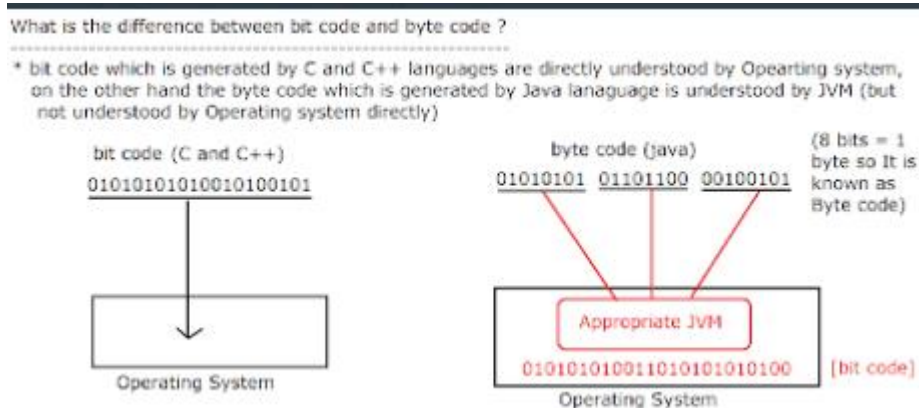 What is the difference between bit code and byte code ?
--------------------------------------------------------------
* bit code which is generated by C and C++ languages are directly understood by Opearting system,
on the other hand the byte code which is generated by Java lanaguage is understood by JVM (but
not understood by Operating system directly)
bit code (C and C++)
01010101010010100101
Operating System
byte code (java)
01010101 01101100 00100101
(8 bits = 1
byte so It is
known as
Byte code)
Appropriate JVM
010101010011010101010100 [bit code]
Operating System